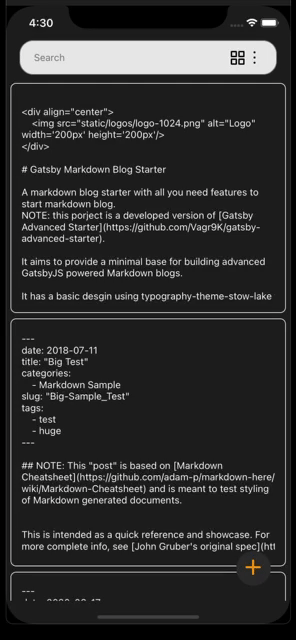 4:30
Search
<div align="center">
<img src="static/logos/logo-1024.png" alt="Logo"
width='200px' height='200px'/>
</div>
# Gatsby Markdown Blog Starter
A markdown blog starter with all you need features to
start markdown blog.
NOTE: this porject is a developed version of [Gatsby
Advanced Starter](https://github.com/Vagr9K/gatsby-
advanced-starter).
It aims to provide a minimal base for building advanced
GatsbyJS powered Markdown blogs.
It has a basic desgin using typography-theme-stow-lake
---
date: 2018-07-11
title: "Big Test"
categories:
- Markdown Sample
slug: "Big-Sample_Test"
tags:
- test
- huge
---
## NOTE: This "post" is based on [Markdown
Cheatsheet](https://github.com/adam-p/markdown-here/
wiki/Markdown-Cheatsheet) and is meant to test styling
of Markdown generated documents.
This is intended as a quick reference and showcase. For
more complete info, see [John Gruber's original spec](htt
---